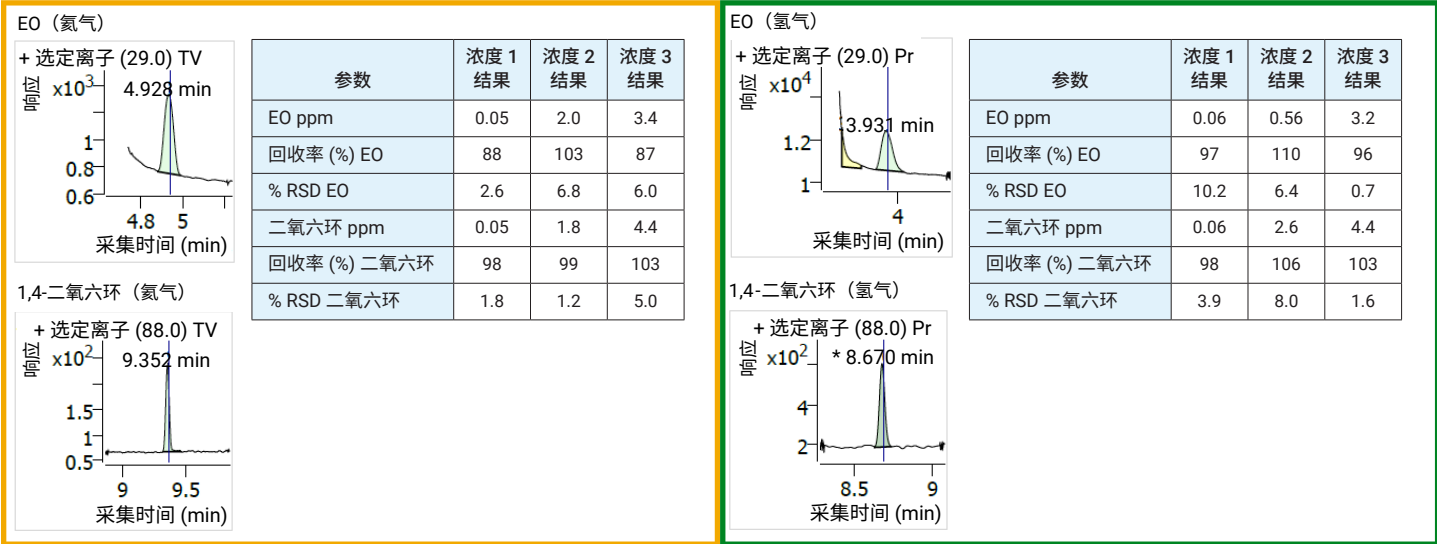 EO（氦气）
+ 选定离子 (29.0) TV
响应
x10³
4.928 min
1
0.8
0.6
4.8 5
采集时间 (min)
参数 浓度 1 结果 浓度 2 结果 浓度 3 结果
EO ppm 0.05 2.0 3.4
回收率 (%) EO 88 103 87
% RSD EO 2.6 6.8 6.0
二氧六环 ppm 0.05 1.8 4.4
回收率 (%) 二氧六环 98 99 103
% RSD 二氧六环 1.8 1.2 5.0
1,4-二氧六环（氦气）
+ 选定离子 (88.0) TV
响应
x10²
9.352 min
1.5
1
0.5
9 9.5
采集时间 (min)
EO（氢气）
+ 选定离子 (29.0) Pr
响应
x10⁴
3.931 min
1.2
1
4
采集时间 (min)
参数 浓度 1 结果 浓度 2 结果 浓度 3 结果
EO ppm 0.06 0.56 3.2
回收率 (%) EO 97 110 96
% RSD EO 10.2 6.4 0.7
二氧六环 ppm 0.06 2.6 4.4
回收率 (%) 二氧六环 98 106 103
% RSD 二氧六环 3.9 8.0 1.6
1,4-二氧六环（氢气）
+ 选定离子 (88.0) Pr
响应
x10²
* 8.670 min
4
2
8.5 9
采集时间 (min)